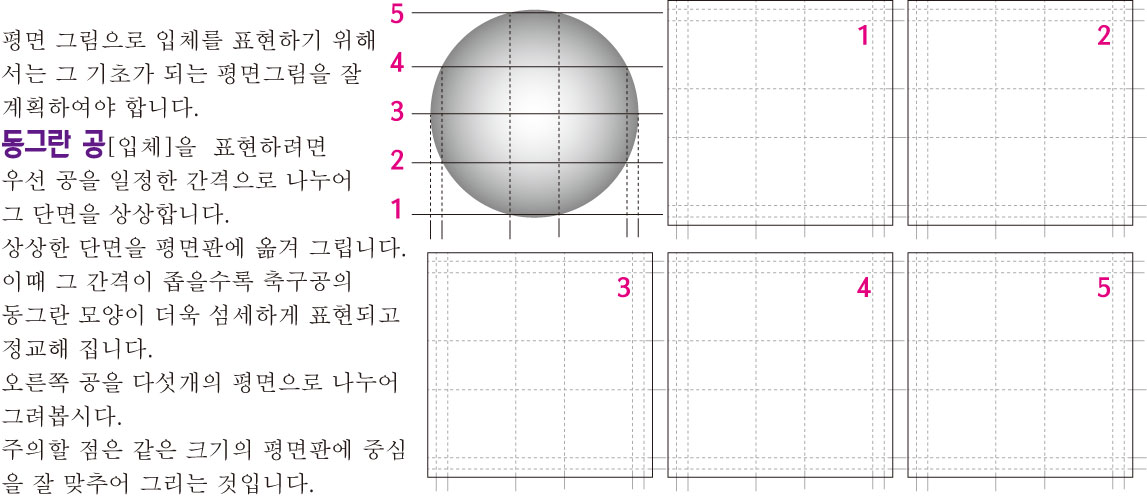 평면 그림으로 입체를 표현하기 위해
서는 그 기초가 되는 평면그림을 잘
계획하여야 합니다.
동그란 공[입체]을 표현하려면
우선 공을 일정한 간격으로 나누어
그 단면을 상상합니다.
상상한 단면을 평면판에 옮겨 그립니다.
이때 그 간격이 좁을수록 축구공의
동그란 모양이 더욱 섬세하게 표현되고
정교해 집니다.
오른쪽 공을 다섯개의 평면으로 나누어
그려봅시다.
주의할 점은 같은 크기의 평면판에 중심
을 잘 맞추어 그리는 것입니다.
5
4
3
2
1
1
2
3
4
5